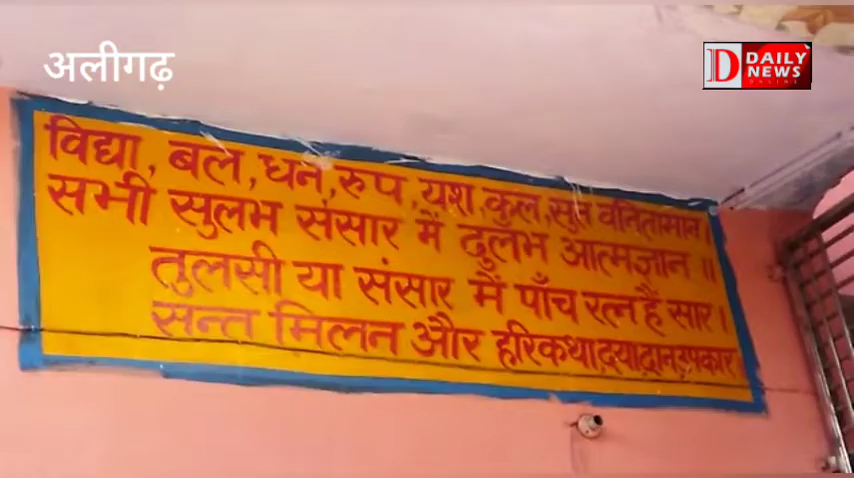 अलीगढ़
D DAILY NEWS
ONLINE
विद्या, बल, धन, रुप, यश, कुल, सुत वनितामान।
सभी सुलभ संसार में दुलभ आत्मज्ञान॥
तुलसी या संसार में पाँच रत्न हैं सार।
सन्त मिलन और हरिकथा, दया, दान, उपकार।